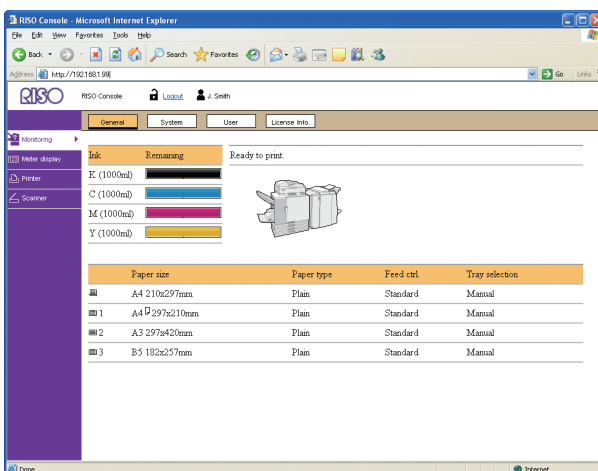 RISO Console - Microsoft Internet Explorer
File Edit View Favorites Tools Help
Back Search Favorites
Address http://192.168.1.99/ Go Links
RISO RISO Console Logout J. Smith
General System User License Info.
Monitoring
Meter display
Printer
Scanner
Ink Remaining Ready to print.
K (1000ml)
C (1000ml)
M (1000ml)
Y (1000ml)
Paper size Paper type Feed ctrl. Tray selection
A4 210x297mm Plain Standard Manual
1 A4 297x210mm Plain Standard Manual
2 A3 297x420mm Plain Standard Manual
3 B5 182x257mm Plain Standard Manual
Done Internet